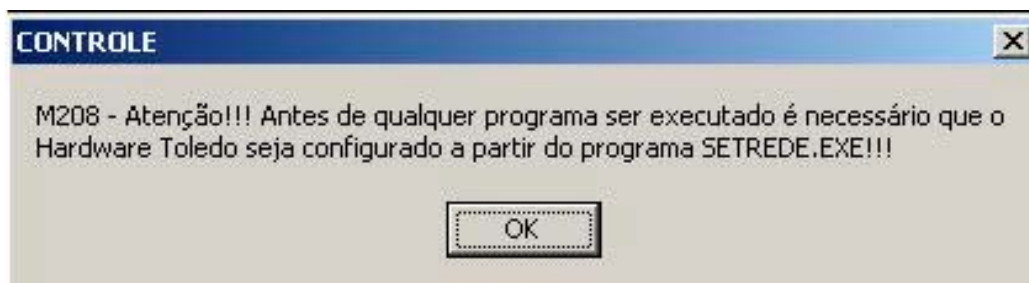 CONTROLE
M208 - Atenção!!! Antes de qualquer programa ser executado é necessário que o
Hardware Toledo seja configurado a partir do programa SETREDE.EXE!!!
OK